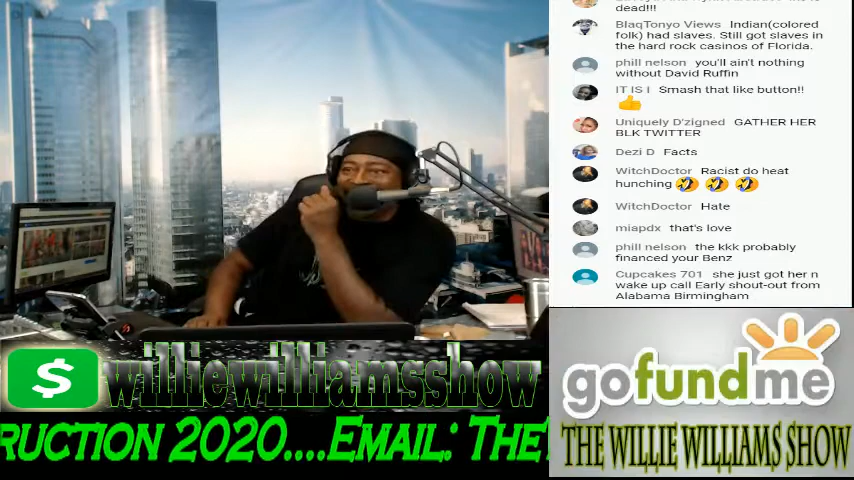 dead!!!
BlaqTonyo Views Indian(colored
folk) had slaves. Still got slaves in
the hard rock casinos of Florida.
phill nelson you'll ain't nothing
without David Ruffin
IT IS I Smash that like button!!
Uniquely D'zigned GATHER HER
BLK TWITTER
Dezi D Facts
WitchDoctor Racist do heat
hunching
WitchDoctor Hate
miapdx that's love
phill nelson the kkk probably
financed your Benz
Cupcakes 701 she just got her n
wake up call Early shout-out from
Alabama Birmingham
$ williewilliamsshow
RUCTION 2020....EMAIL: THE
gofundme
THE WILLIE WILLIAMS SHOW